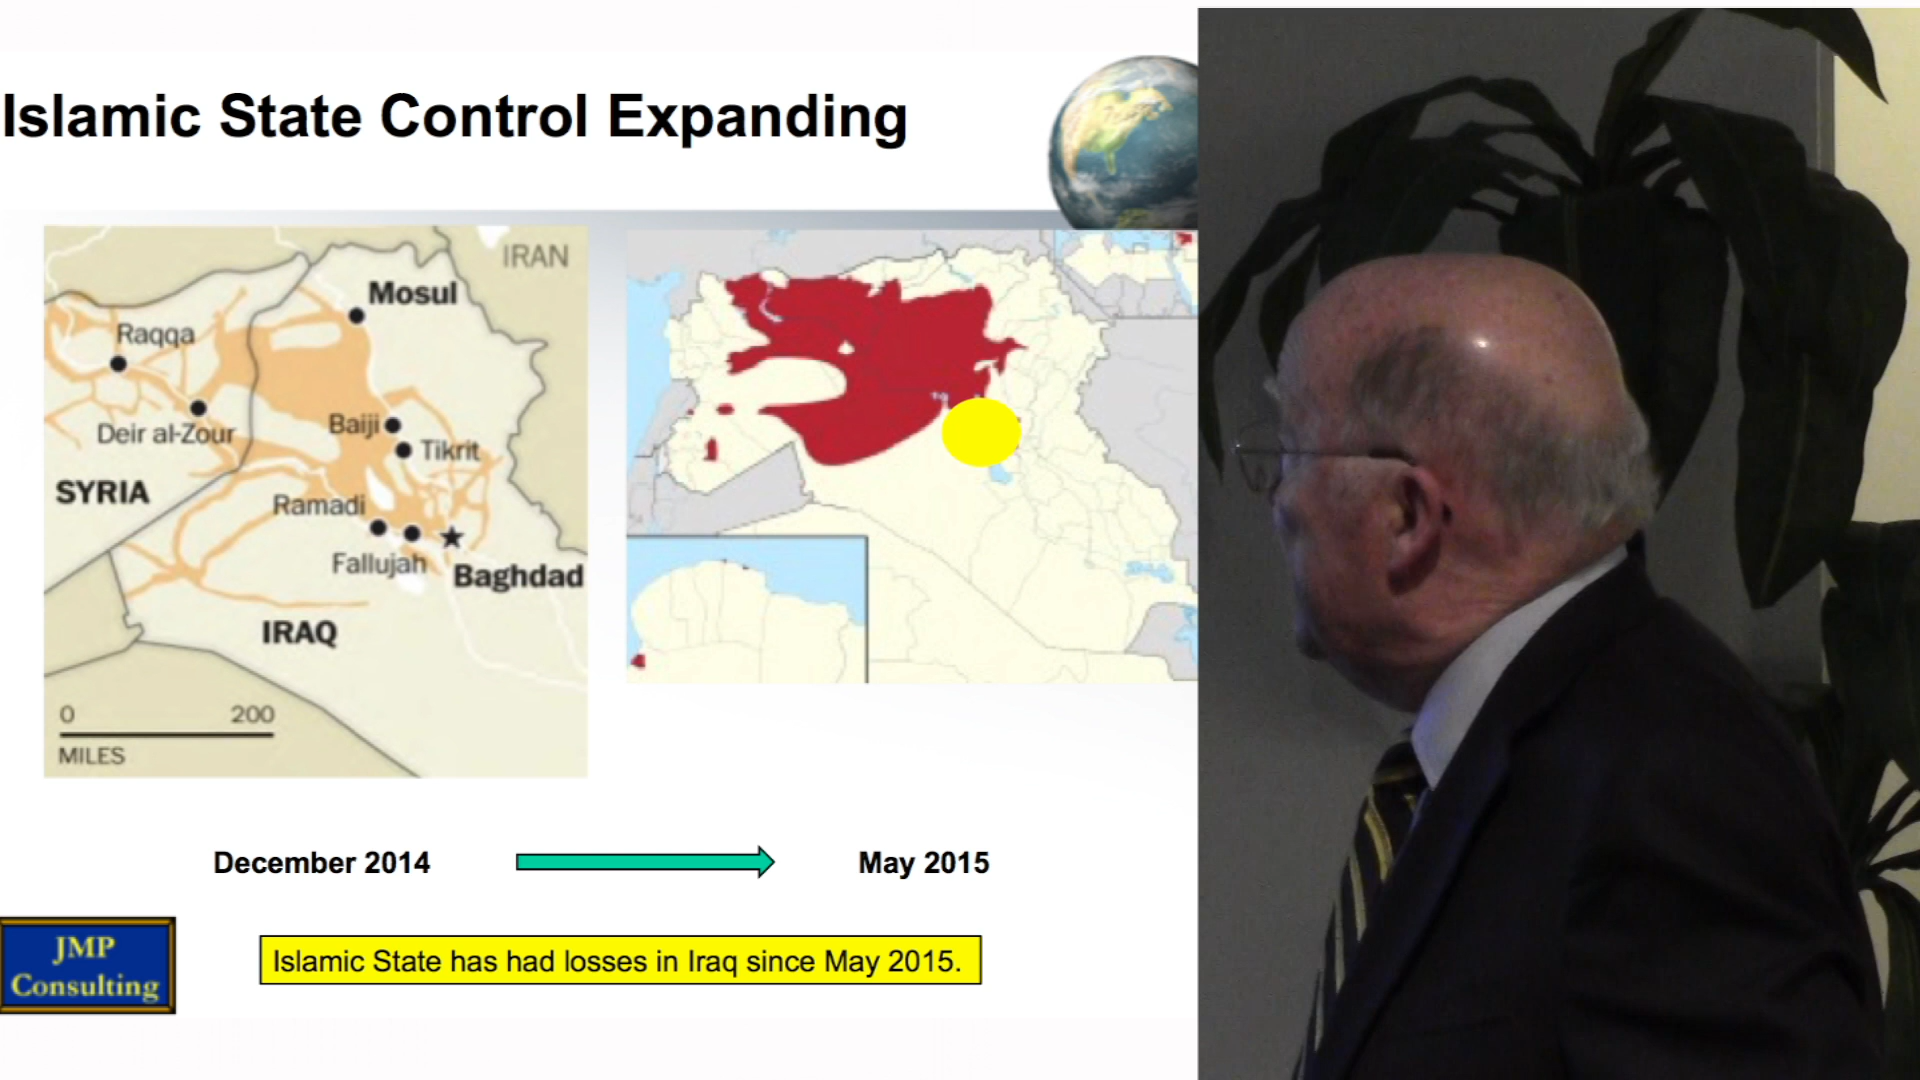 Islamic State Control Expanding
IRAN
Mosul
Raqqa
Baiji
Deir al-Zour
Tikrit
SYRIA
Ramadi
Fallujah
Baghdad
IRAQ
0 200
MILES
December 2014
May 2015
JMP
Consulting
Islamic State has had losses in Iraq since May 2015.